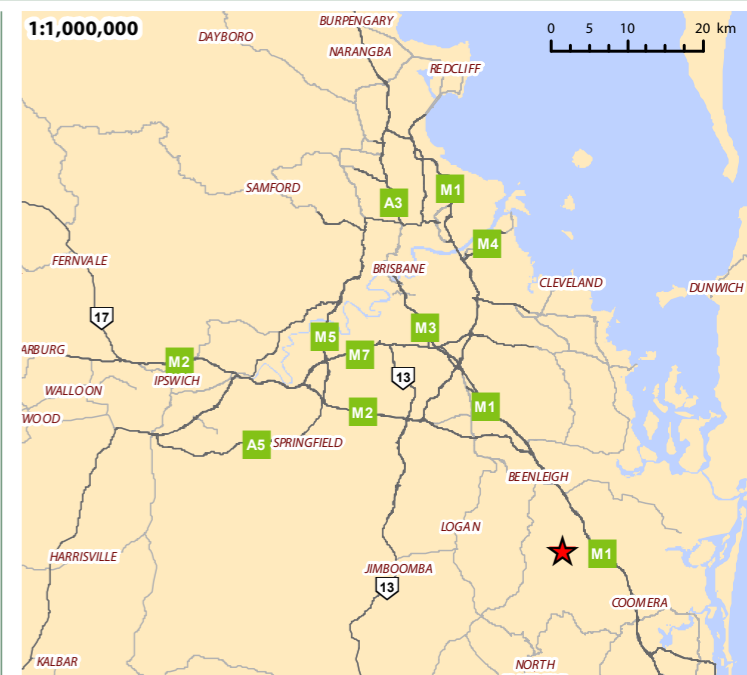 1:1,000,000
BURPENGARY
0 5 10 20 km
DAYBORO
NARANGBA
REDCLIFF
SAMFORD
M1
A3
M4
FERNVALE
BRISBANE
CLEVELAND
DUNWICH
17
M3
M5
ARBURG
M7
M2
IPSWICH
13
WALLOON
M1
M2
WOOD
A5
SPRINGFIELD
BEENLEIGH
LOGAN
HARRISVILLE
M1
JIMBOOMBA
13
COOMERA
KALBAR
NORTH